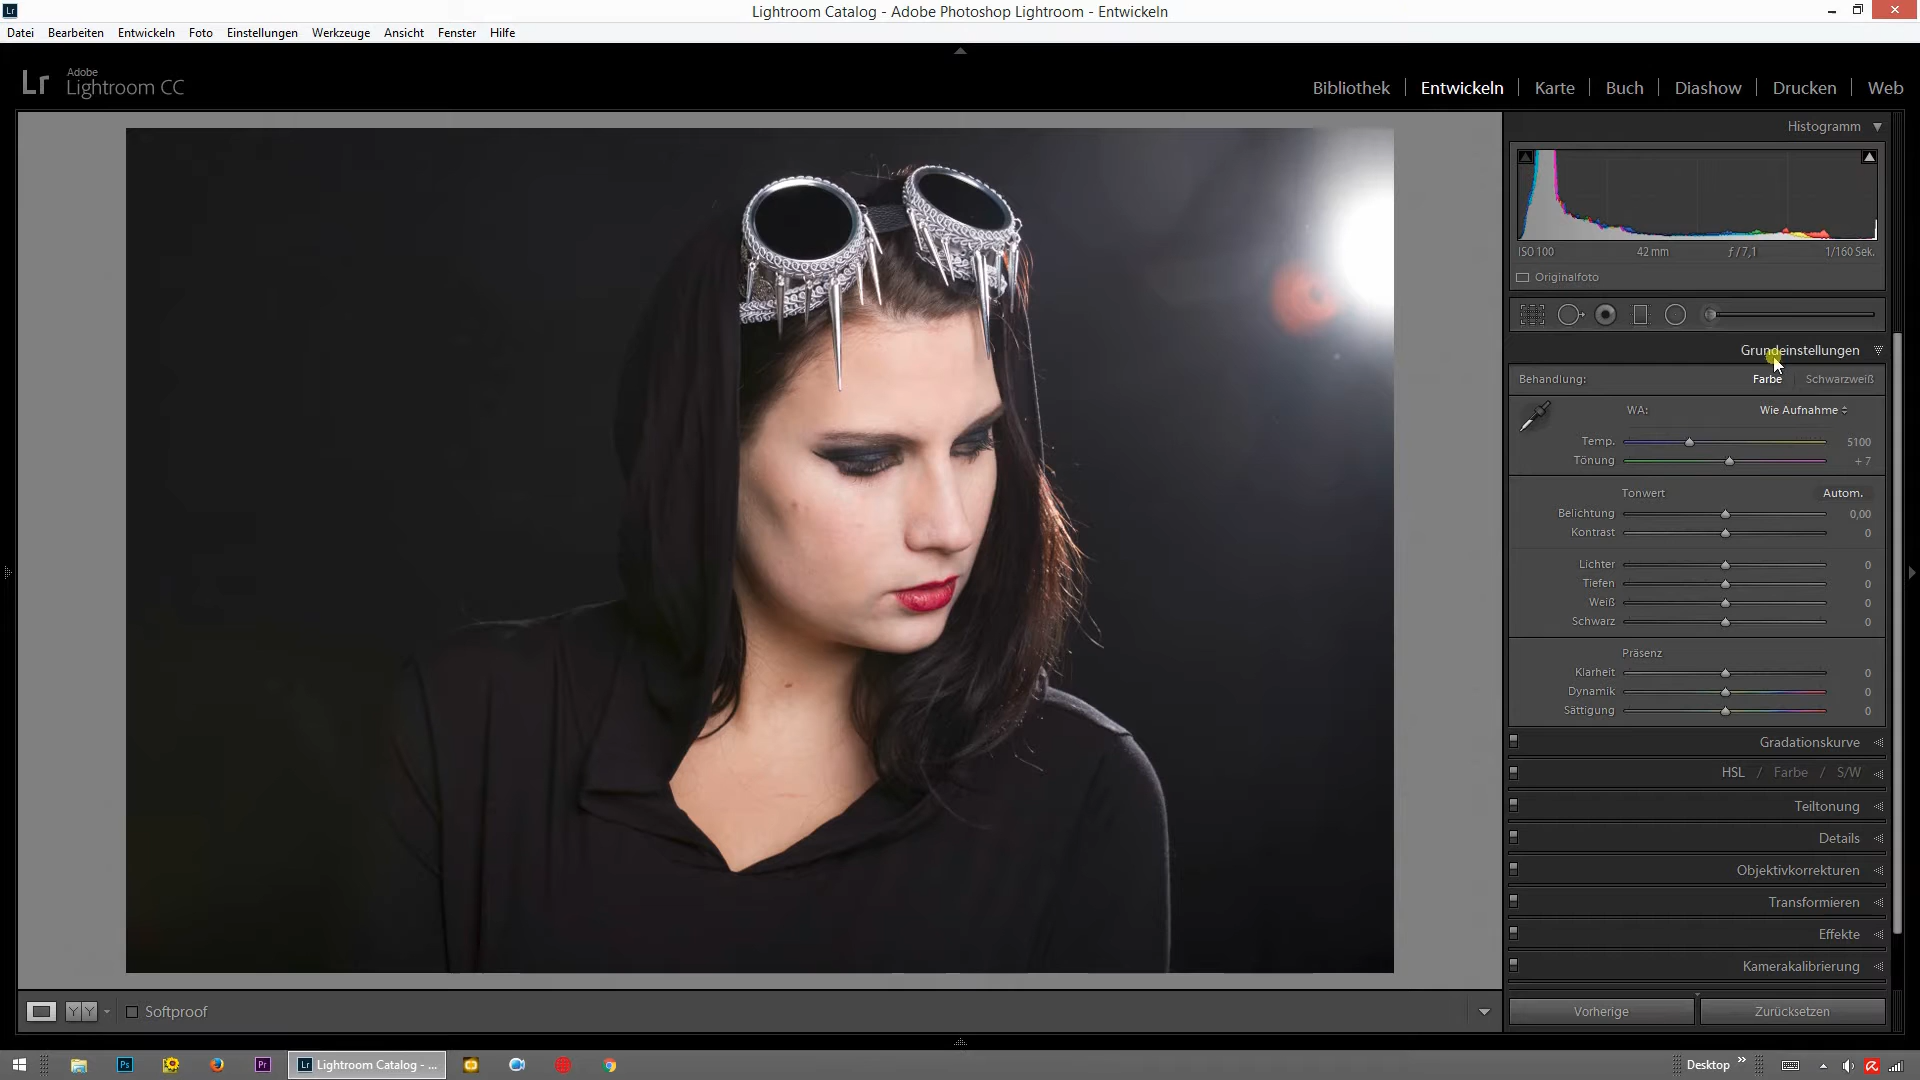 Lightroom Catalog - Adobe Photoshop Lightroom - Entwickeln
Datei Bearbeiten Entwickeln Foto Einstellungen Werkzeuge Ansicht Fenster Hilfe
Lr Adobe Lightroom CC
Bibliothek Entwickeln Karte Buch Diashow Drucken Web
Histogramm
ISO 100 42 mm ƒ / 7,1 1/160 Sek.
Originalfoto
Grundeinstellungen
Behandlung: Farbe Schwarzweiß
WA: Wie Aufnahme
Temp. 5100
Tönung + 7
Tonwert Autom.
Belichtung 0,00
Kontrast 0
Lichter 0
Tiefen 0
Weiß 0
Schwarz 0
Präsenz
Klarheit 0
Dynamik 0
Sättigung 0
Gradationskurve
HSL / Farbe / S/W
Teiltonung
Details
Objektivkorrekturen
Transformieren
Effekte
Kamerakalibrierung
Y Y Softproof
Vorherige Zurücksetzen
Ps Pr Lr Lightroom Catalog - ... Desktop »